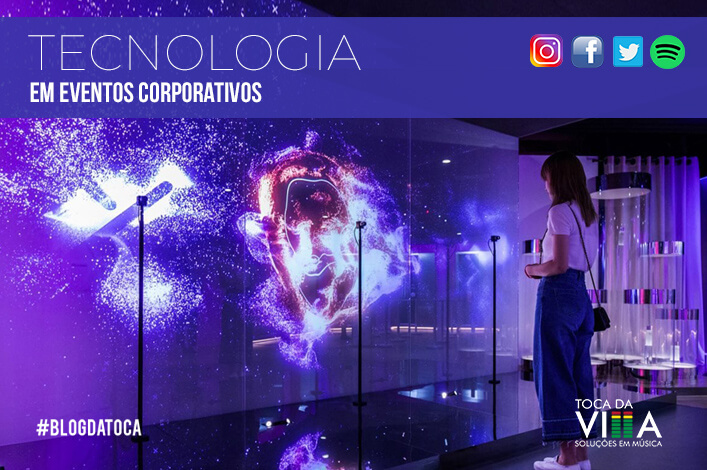 TECNOLOGIA
EM EVENTOS CORPORATIVOS
#BLOGDATOCA
TOCA DA
VILLA
SOLUÇÕES EM MÚSICA